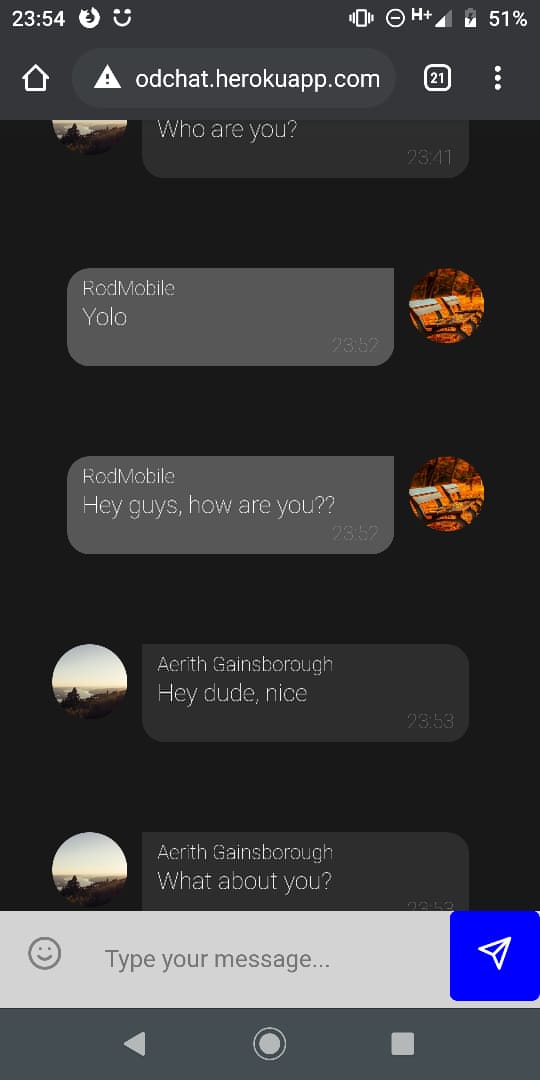 23:54
H+
51%
odchat.herokuapp.com
21
Who are you?
23:41
RodMobile
Yolo
23:52
RodMobile
Hey guys, how are you??
23:52
Aerith Gainsborough
Hey dude, nice
23:53
Aerith Gainsborough
What about you?
23:53
Type your message...